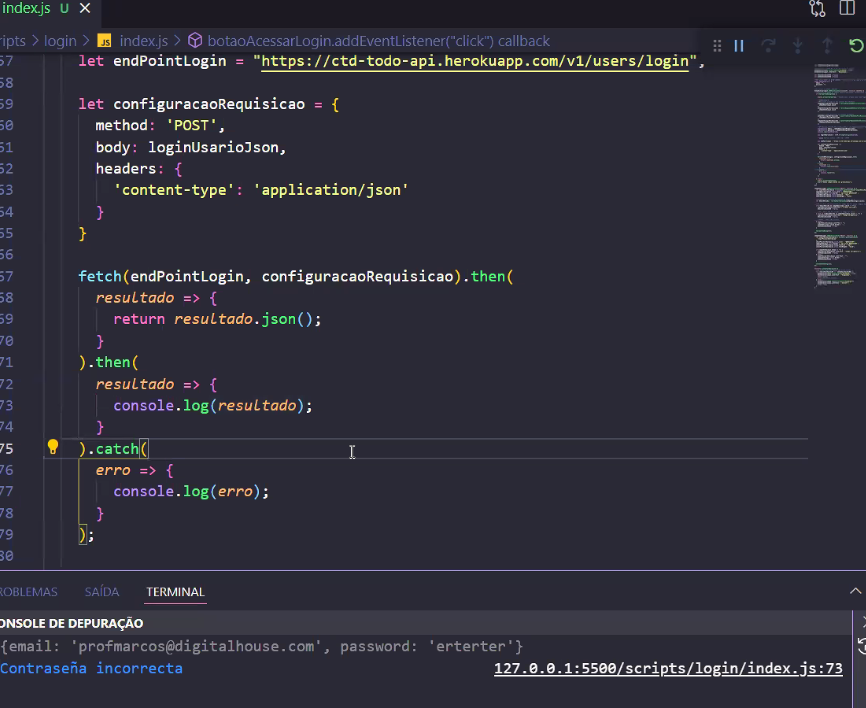 index.js U
ripts > login > JS index.js > botaoAcessarLogin.addEventListener("click") callback
57 let endPointLogin = "https://ctd-todo-api.herokuapp.com/v1/users/login",
58
59 let configuracaoRequisicao = {
60 method: 'POST',
61 body: loginUsarioJson,
62 headers: {
63 'content-type': 'application/json'
64 }
65 }
66
67 fetch(endPointLogin, configuracaoRequisicao).then(
68 resultado => {
69 return resultado.json();
70 }
71 ).then(
72 resultado => {
73 console.log(resultado);
74 }
75 ).catch(
76 erro => {
77 console.log(erro);
78 }
79 );
80
ROBLEMAS SAÍDA TERMINAL
ONSOLE DE DEPURAÇÃO
{email: 'profmarcos@digitalhouse.com', password: 'erterter'}
Contraseña incorrecta 127.0.0.1:5500/scripts/login/index.js:73